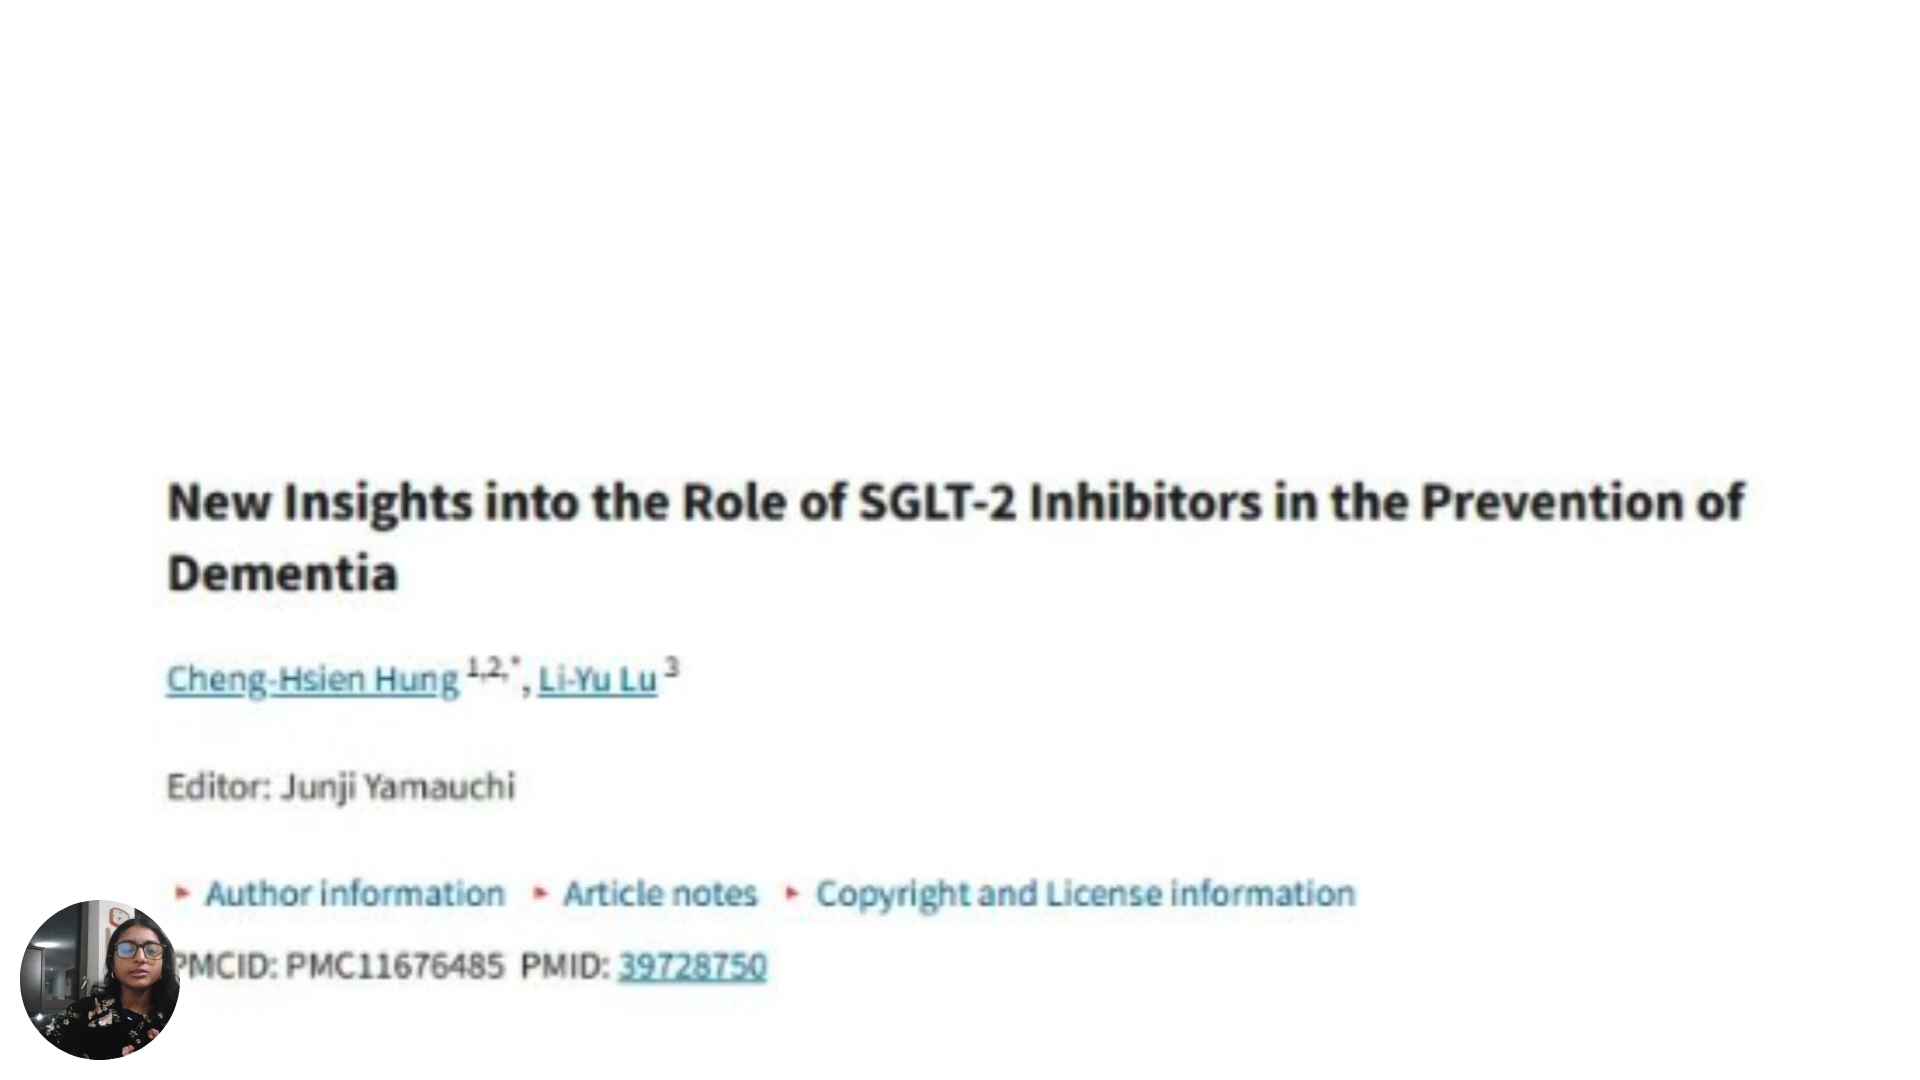 New Insights into the Role of SGLT-2 Inhibitors in the Prevention of
Dementia
Cheng-Hsien Hung 1,2,*, Li-Yu Lu 3
Editor: Junji Yamauchi
▸ Author information ▸ Article notes ▸ Copyright and License information
PMCID: PMC11676485 PMID: 39728750